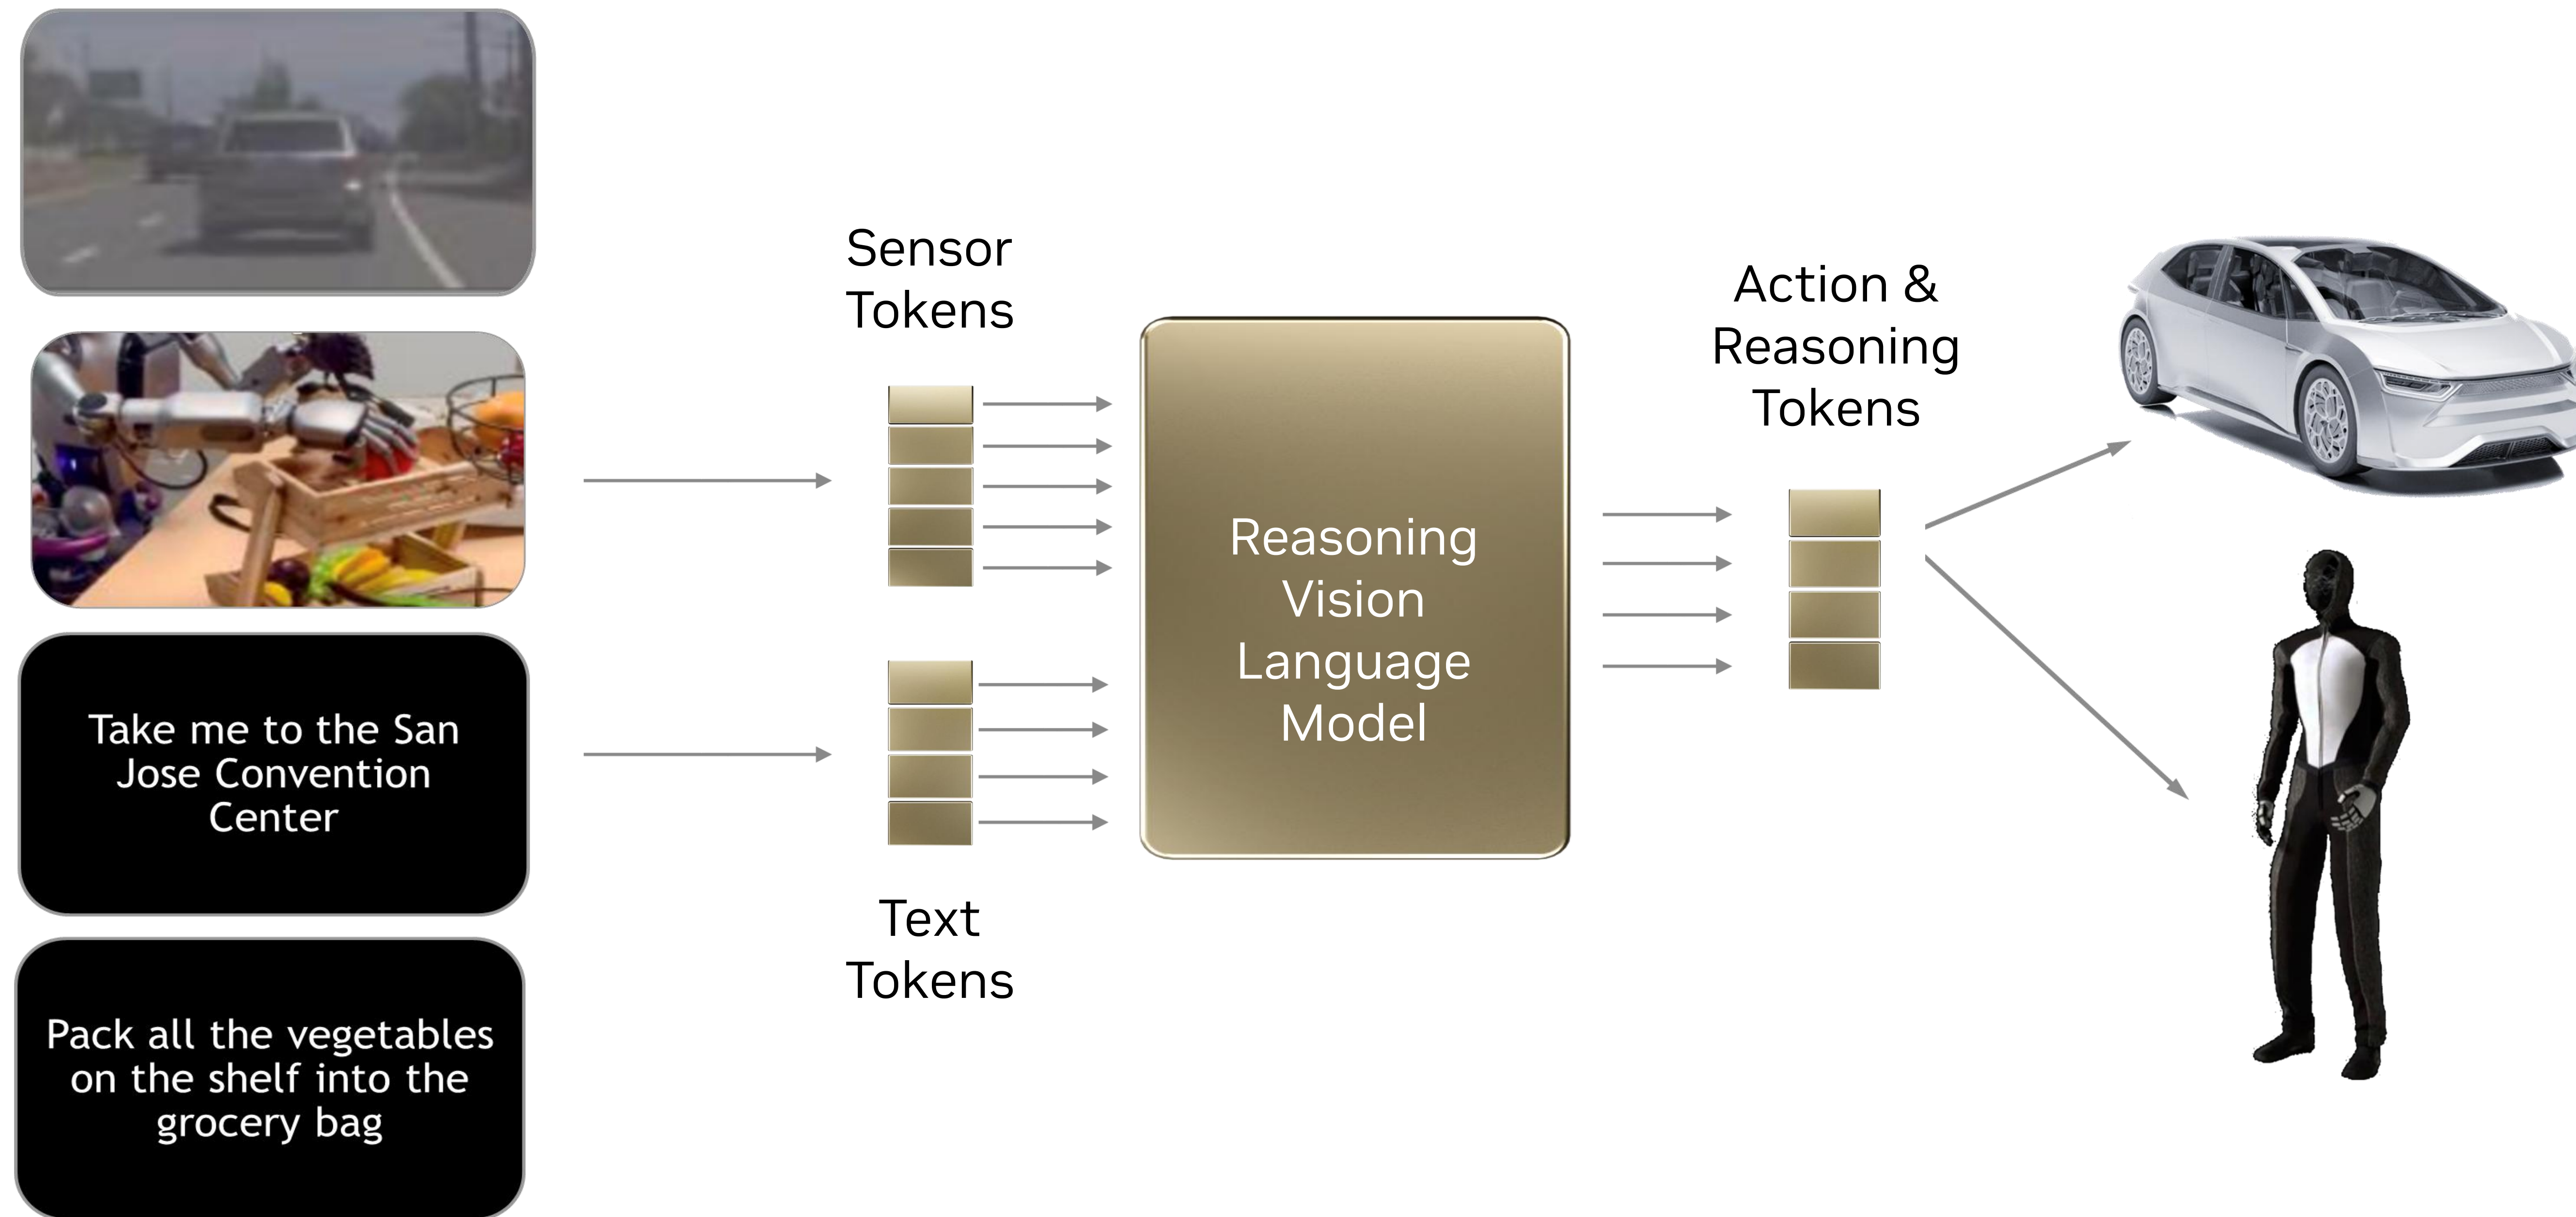 Sensor
Tokens
Action &
Reasoning
Tokens
Reasoning
Vision
Language
Model
Take me to the San
Jose Convention
Center
Text
Tokens
Pack all the vegetables
on the shelf into the
grocery bag